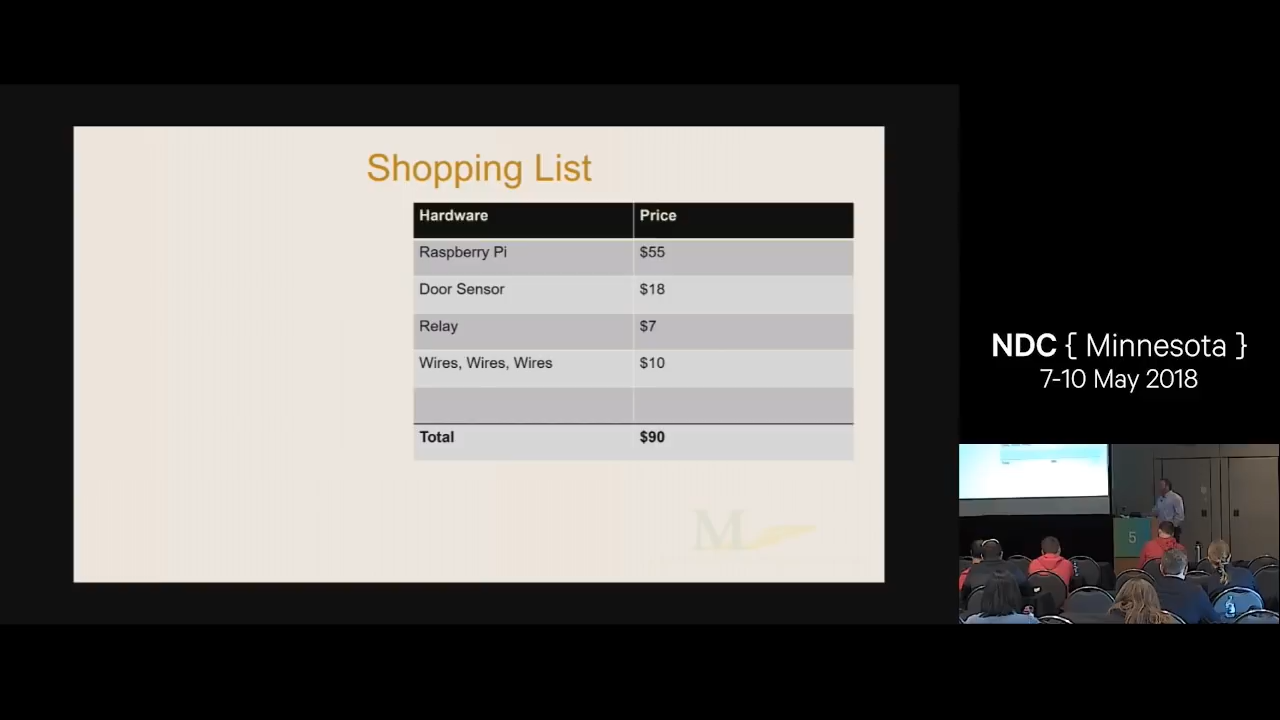 Shopping List
Hardware Price
Raspberry Pi $55
Door Sensor $18
Relay $7
Wires, Wires, Wires $10
Total $90
M
NDC { Minnesota }
7-10 May 2018
5